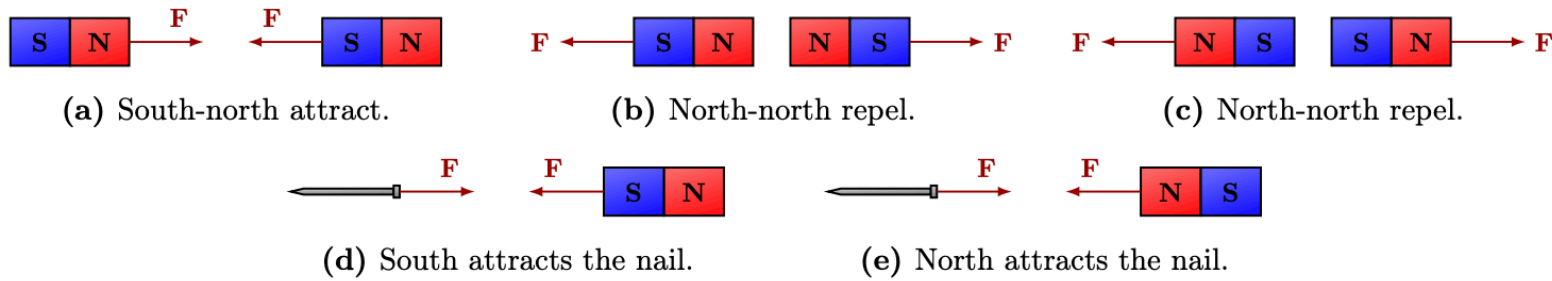 F F F F F F
S N S N S N N S N S S N
(a) South-north attract. (b) North-north repel. (c) North-north repel.
F F F F
S N N S
(d) South attracts the nail. (e) North attracts the nail.